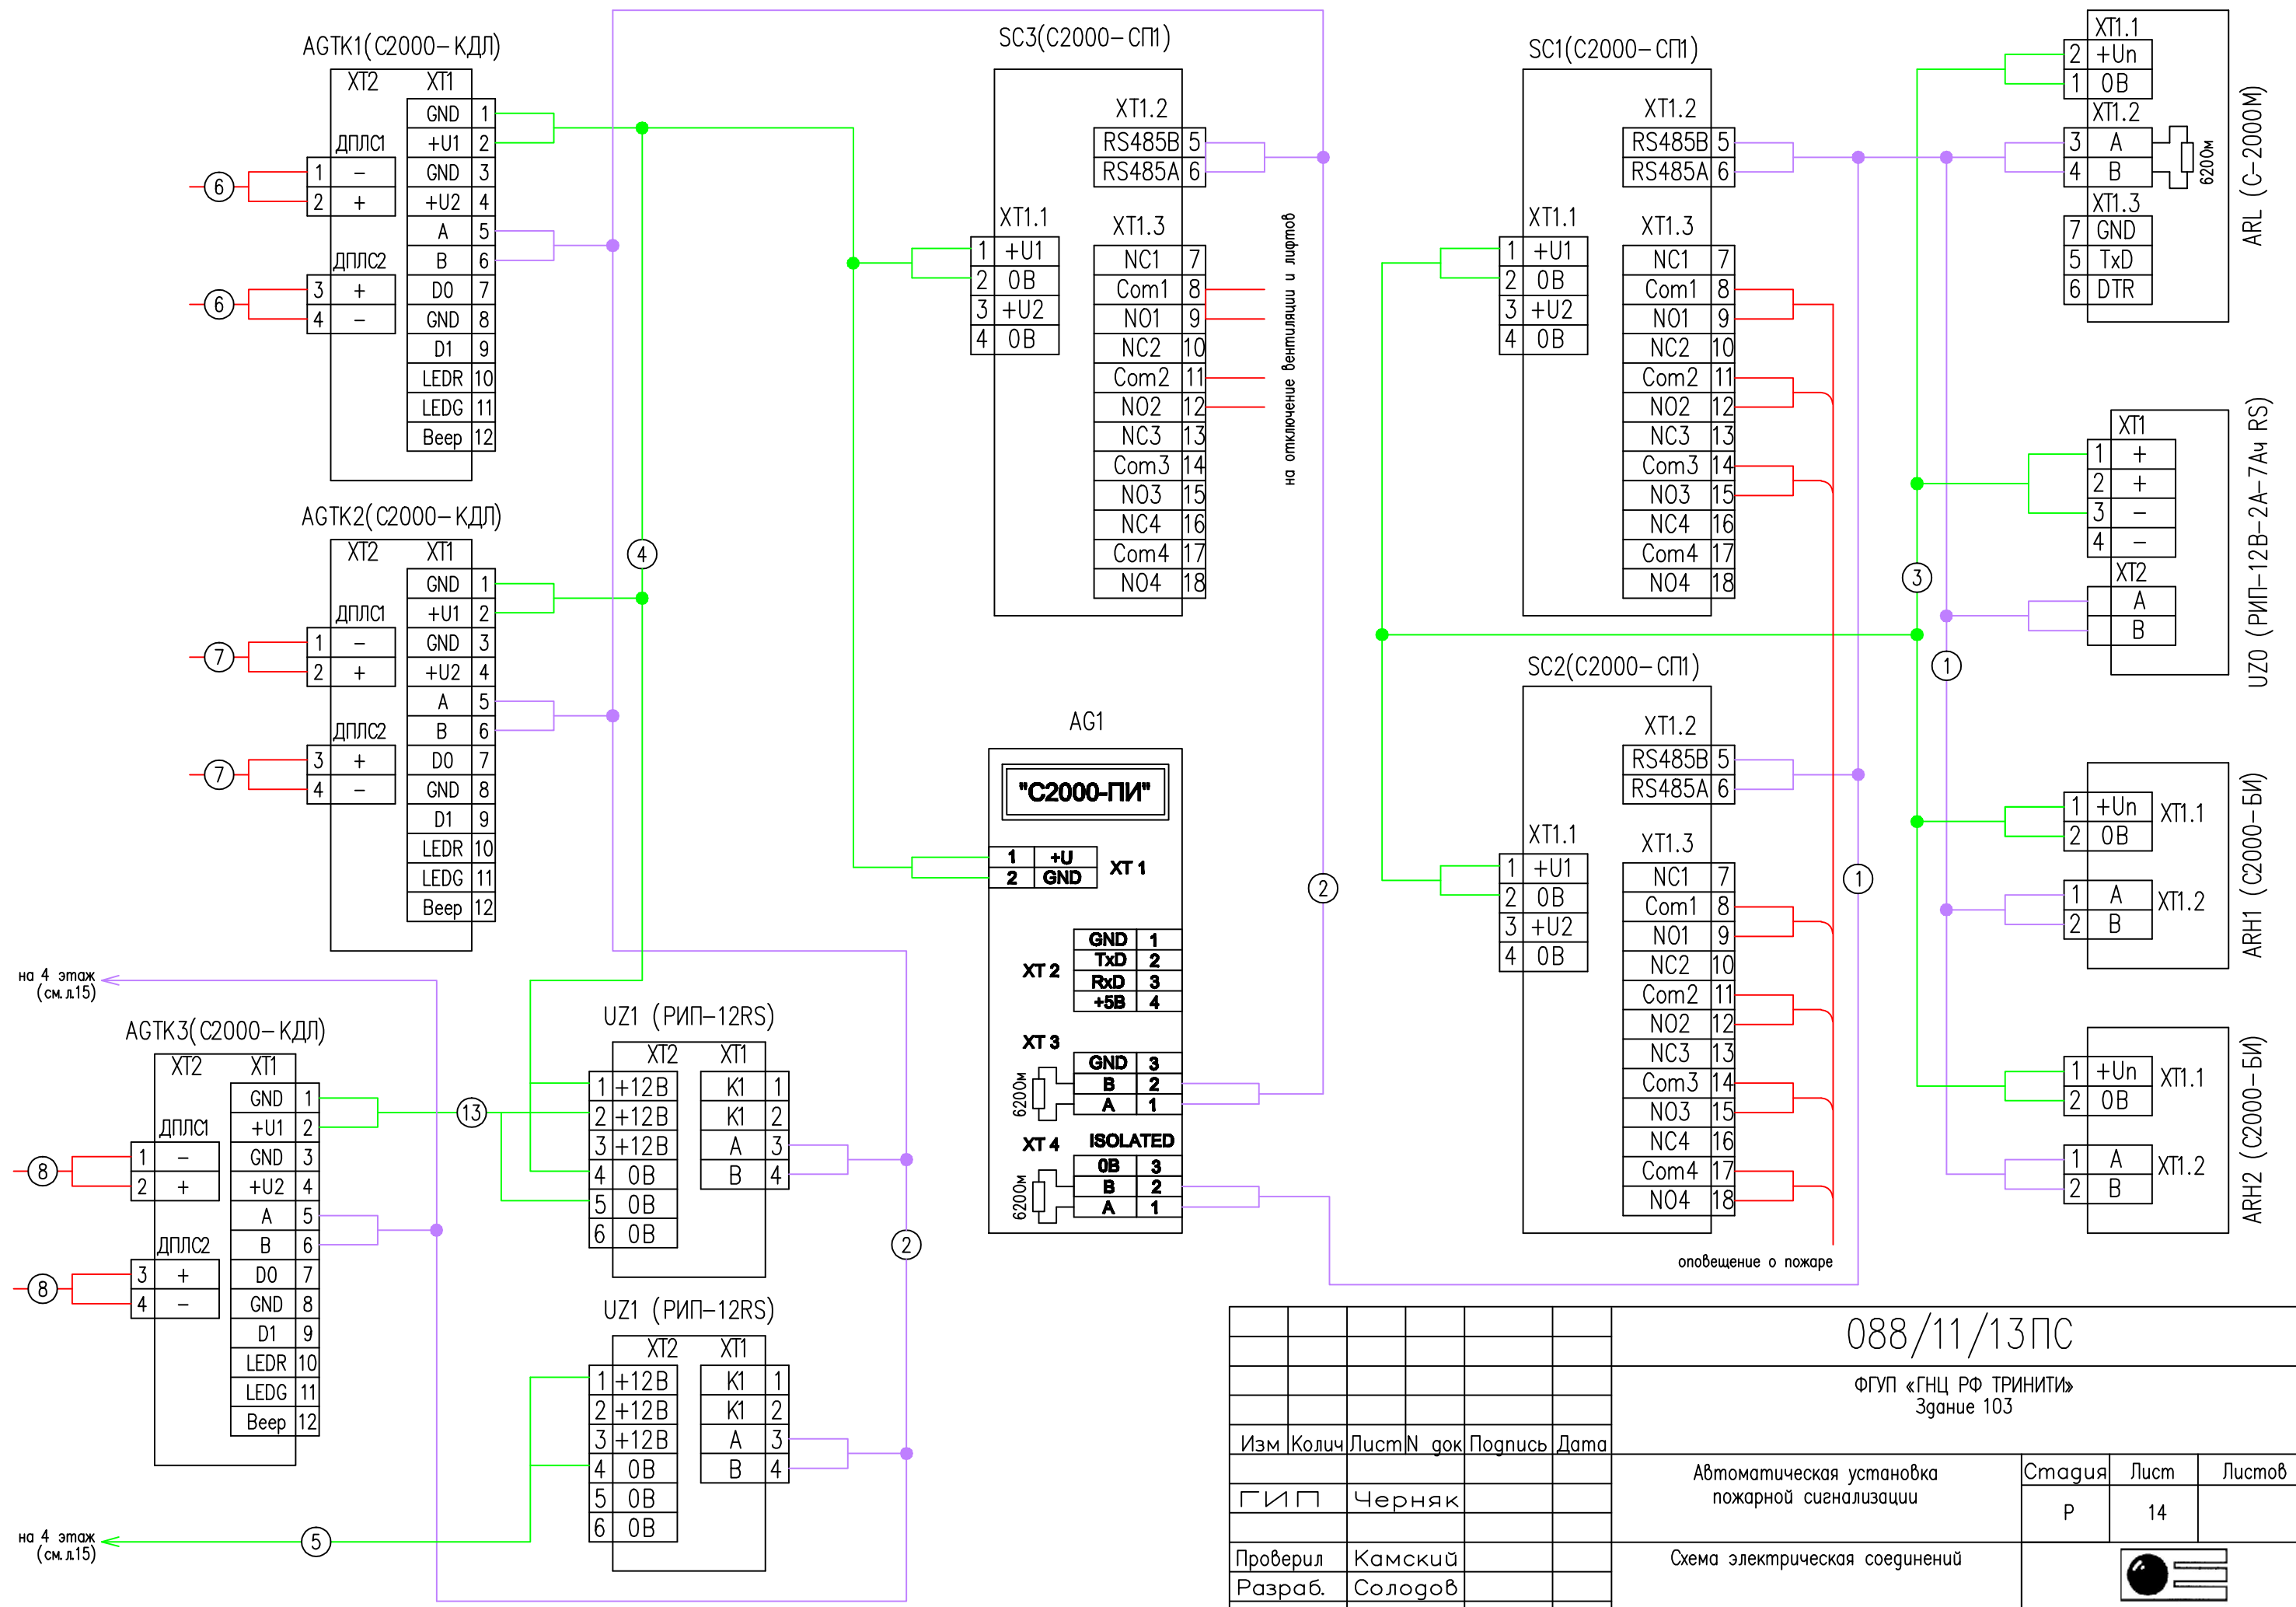 AGTK1(С2000-КДЛ)
XT2 XT1
GND 1
+U1 2
GND 3
+U2 4
A 5
B 6
D0 7
GND 8
D1 9
LEDR 10
LEDG 11
Beep 12
ДПЛС1
1 −
2 +
6
ДПЛС2
3 +
4 −
6
AGTK2(С2000-КДЛ)
XT2 XT1
GND 1
+U1 2
GND 3
+U2 4
A 5
B 6
D0 7
GND 8
D1 9
LEDR 10
LEDG 11
Beep 12
ДПЛС1
1 −
2 +
7
ДПЛС2
3 +
4 −
7
4
на 4 этаж
(см.л.15)
AGTK3(С2000-КДЛ)
XT2 XT1
GND 1
+U1 2
GND 3
+U2 4
A 5
B 6
D0 7
GND 8
D1 9
LEDR 10
LEDG 11
Beep 12
ДПЛС1
1 −
2 +
8
ДПЛС2
3 +
4 −
8
13
на 4 этаж
(см.л.15)
5
UZ1 (РИП-12RS)
XT2 XT1
1 +12В
2 +12В
3 +12В
4 0В
5 0В
6 0В
K1 1
K1 2
A 3
B 4
2
UZ1 (РИП-12RS)
XT2 XT1
1 +12В
2 +12В
3 +12В
4 0В
5 0В
6 0В
K1 1
K1 2
A 3
B 4
SC3(С2000-СП1)
XT1.2
RS485B 5
RS485A 6
XT1.1
1 +U1
2 0В
3 +U2
4 0В
XT1.3
NC1 7
Com1 8
NO1 9
NC2 10
Com2 11
NO2 12
NC3 13
Com3 14
NO3 15
NC4 16
Com4 17
NO4 18
на отключение вентиляции и лифтов
2
AG1
"С2000-ПИ"
1 +U
2 GND
XT 1
XT 2
GND 1
TxD 2
RxD 3
+5В 4
XT 3
GND 3
B 2
A 1
620Ом
XT 4 ISOLATED
0В 3
B 2
A 1
620Ом
SC1(С2000-СП1)
XT1.2
RS485B 5
RS485A 6
XT1.1
1 +U1
2 0В
3 +U2
4 0В
XT1.3
NC1 7
Com1 8
NO1 9
NC2 10
Com2 11
NO2 12
NC3 13
Com3 14
NO3 15
NC4 16
Com4 17
NO4 18
SC2(С2000-СП1)
XT1.2
RS485B 5
RS485A 6
XT1.1
1 +U1
2 0В
3 +U2
4 0В
XT1.3
NC1 7
Com1 8
NO1 9
NC2 10
Com2 11
NO2 12
NC3 13
Com3 14
NO3 15
NC4 16
Com4 17
NO4 18
оповещение о пожаре
1
3
1
XT1.1
2 +Uп
1 0В
XT1.2
3 A
4 B
620Ом
XT1.3
7 GND
5 TxD
6 DTR
ARL (С-2000М)
XT1
1 +
2 +
3 −
4 −
XT2
A
B
UZ0 (РИП-12В-2А-7Ач RS)
1 +Uп
2 0В
XT1.1
1 A
2 B
XT1.2
ARH1 (С2000-БИ)
1 +Uп
2 0В
XT1.1
1 A
2 B
XT1.2
ARH2 (С2000-БИ)
088/11/13ПС
ФГУП «ГНЦ РФ ТРИНИТИ»
Здание 103
Изм Колич Лист N док Подпись Дата
Автоматическая установка
пожарной сигнализации
Стадия Лист Листов
Р 14
ГИП Черняк
Проверил Камский
Разраб. Солодов
Схема электрическая соединений